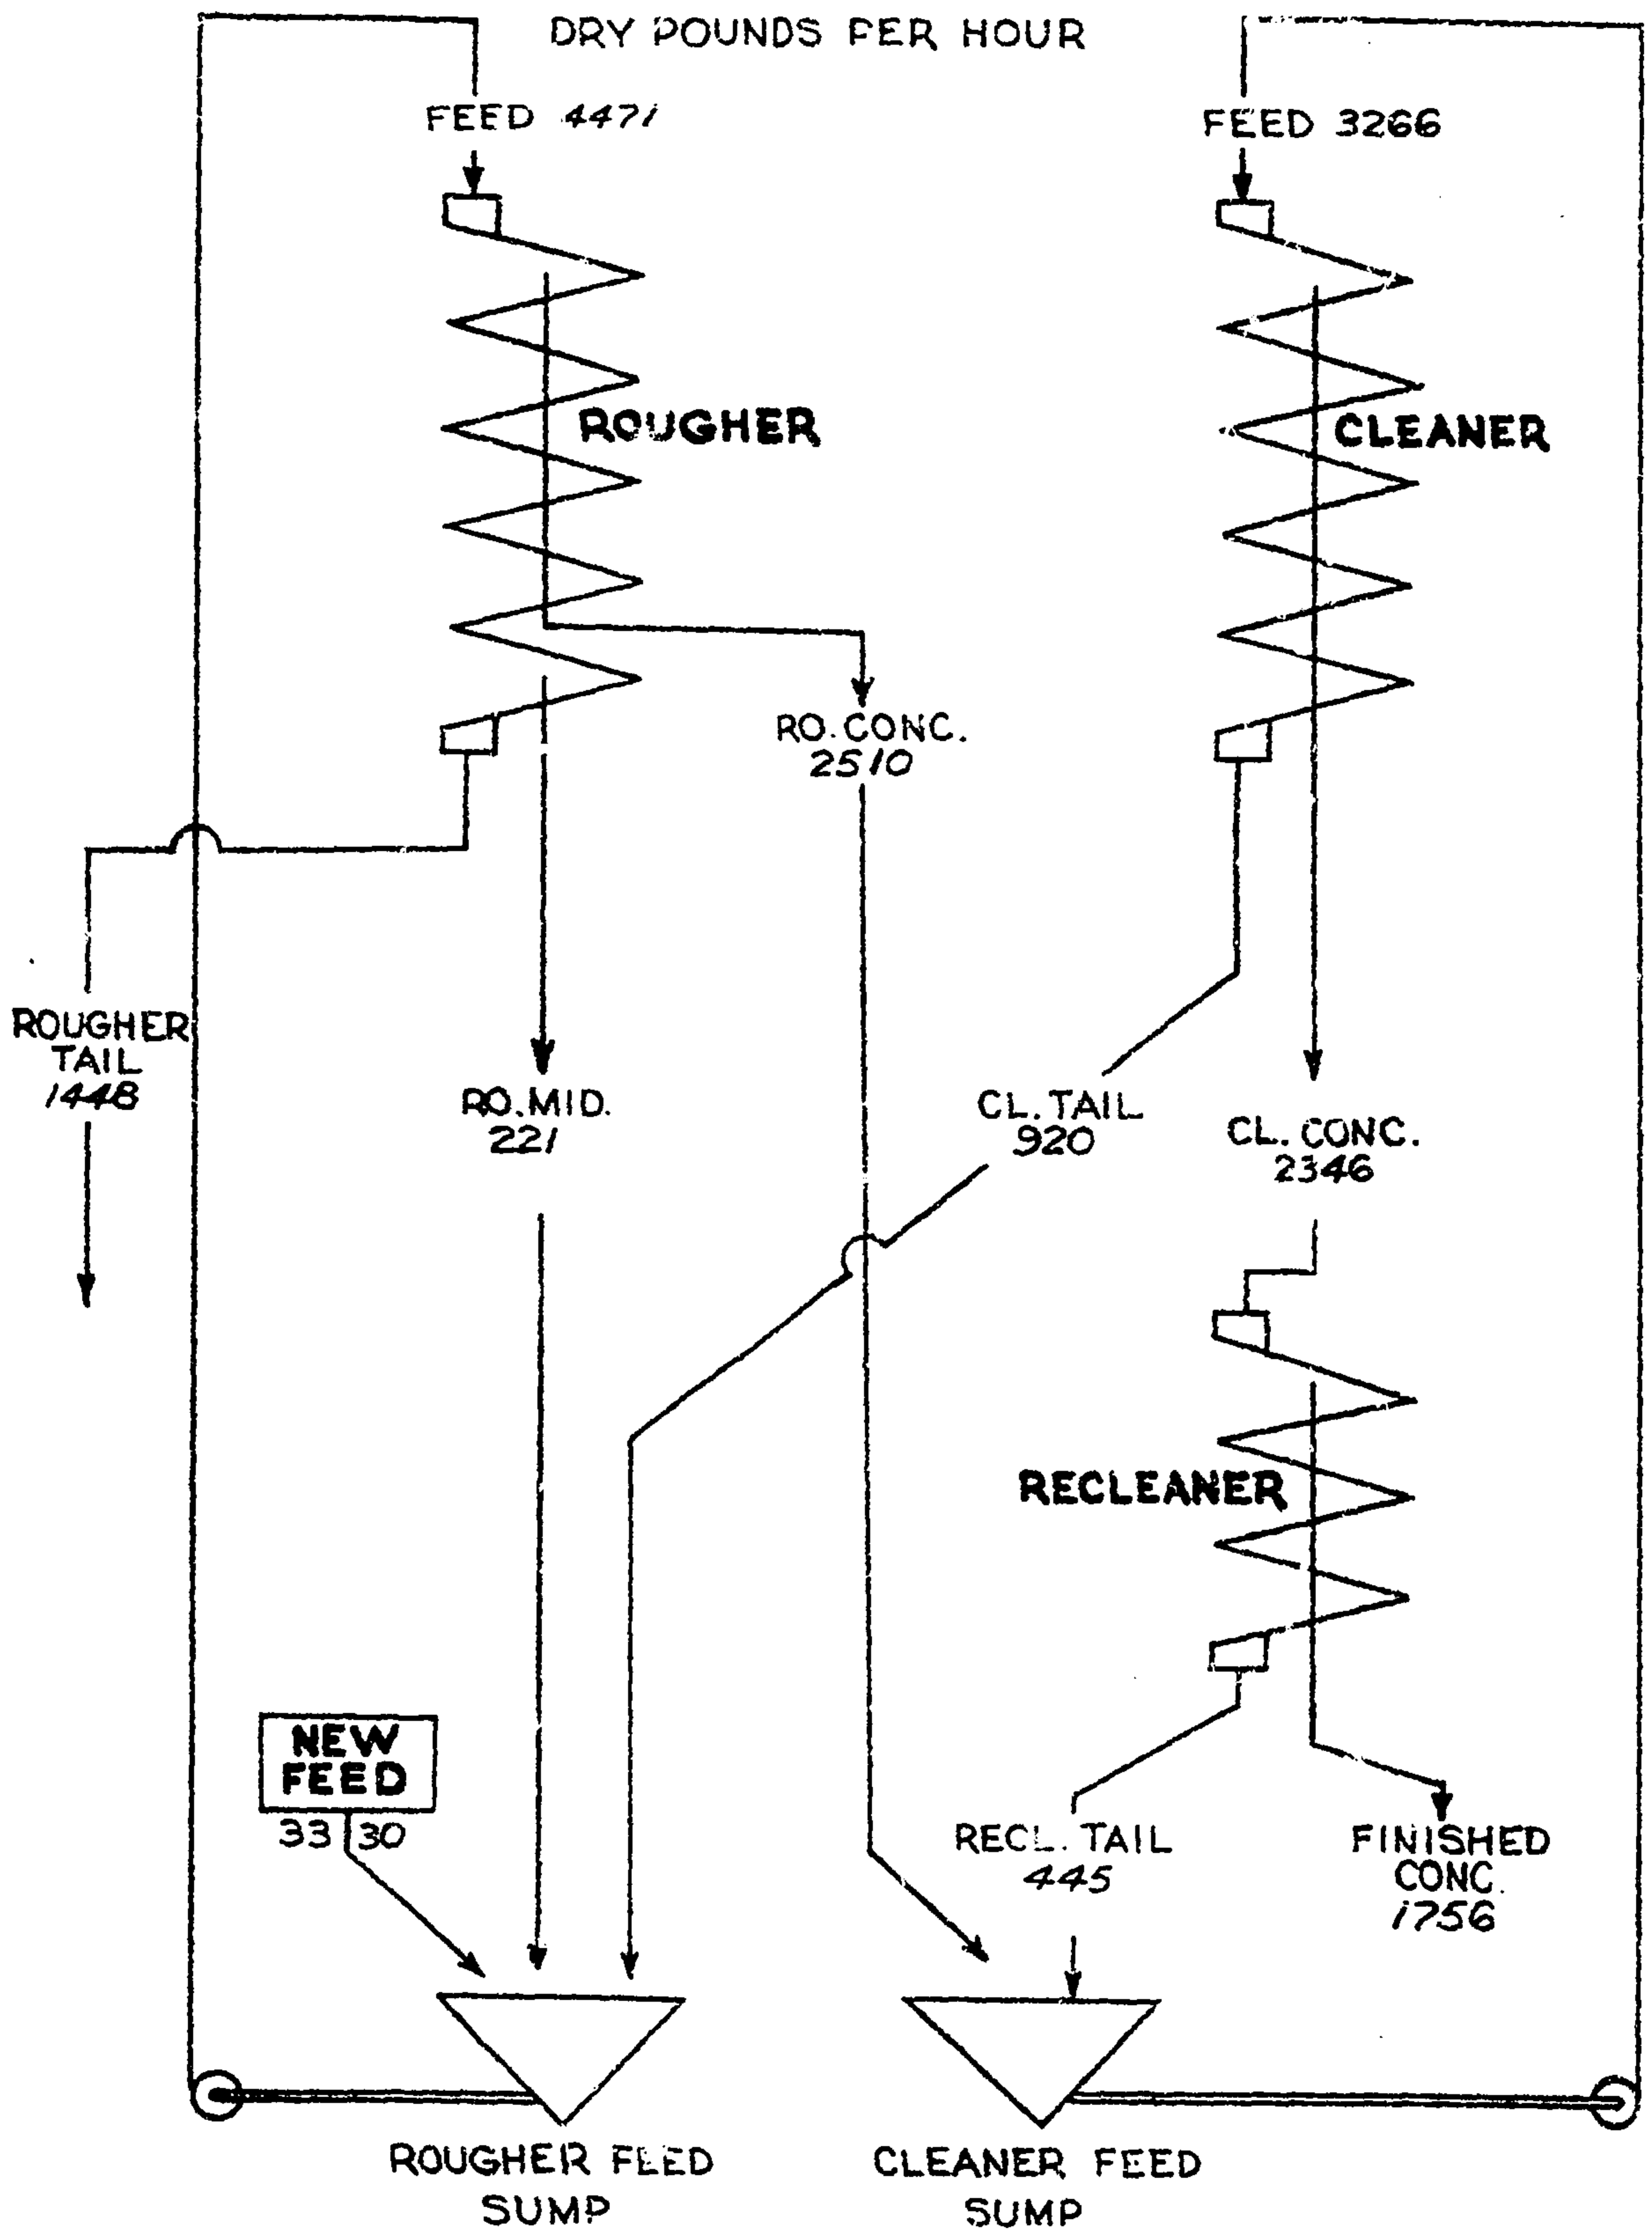 DRY POUNDS PER HOUR
FEED 4471
FEED 3266
ROUGHER
CLEANER
RO. CONC.
2510
ROUGHER
TAIL
1448
RO. MID.
221
CL. TAIL
920
CL. CONC.
2346
RECLEANER
NEW
FEED
33 30
RECL. TAIL
445
FINISHED
CONC.
1756
ROUGHER FEED
SUMP
CLEANER FEED
SUMP